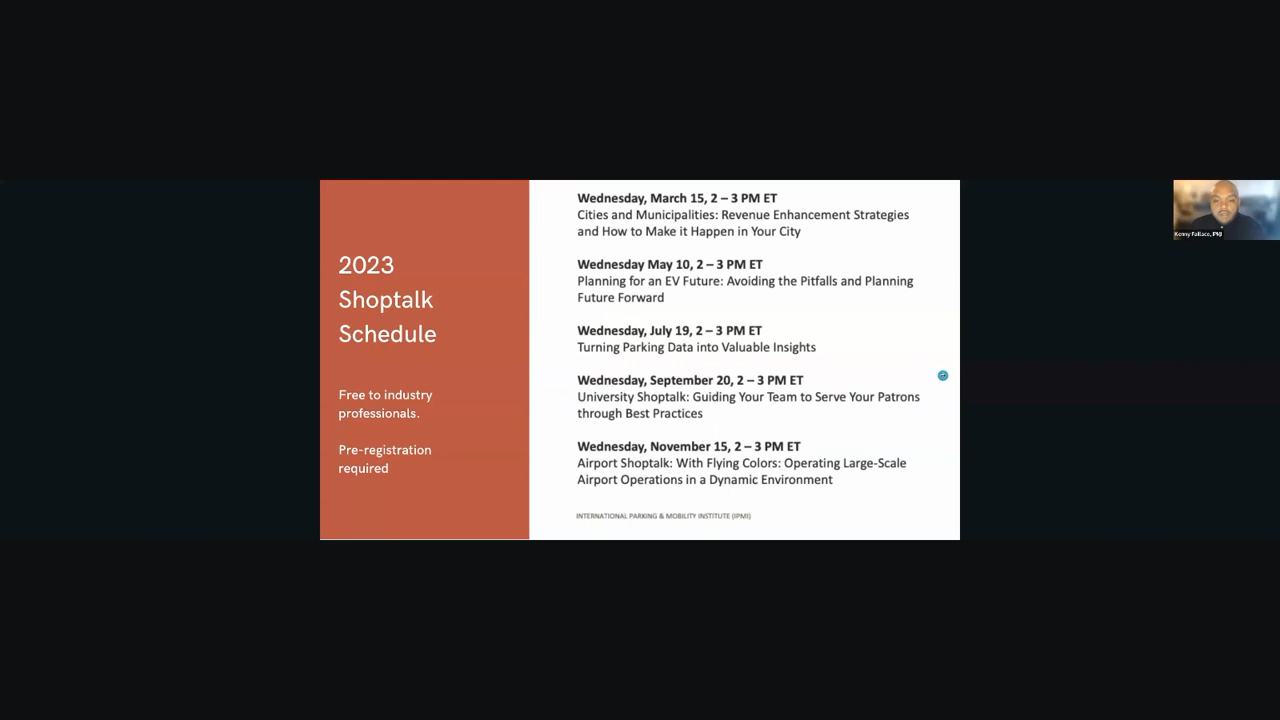 2023
Shoptalk
Schedule
Free to industry
professionals.
Pre-registration
required
Wednesday, March 15, 2 – 3 PM ET
Cities and Municipalities: Revenue Enhancement Strategies
and How to Make it Happen in Your City
Wednesday May 10, 2 – 3 PM ET
Planning for an EV Future: Avoiding the Pitfalls and Planning
Future Forward
Wednesday, July 19, 2 – 3 PM ET
Turning Parking Data into Valuable Insights
Wednesday, September 20, 2 – 3 PM ET
University Shoptalk: Guiding Your Team to Serve Your Patrons
through Best Practices
Wednesday, November 15, 2 – 3 PM ET
Airport Shoptalk: With Flying Colors: Operating Large-Scale
Airport Operations in a Dynamic Environment
INTERNATIONAL PARKING & MOBILITY INSTITUTE (IPMI)
Kenny